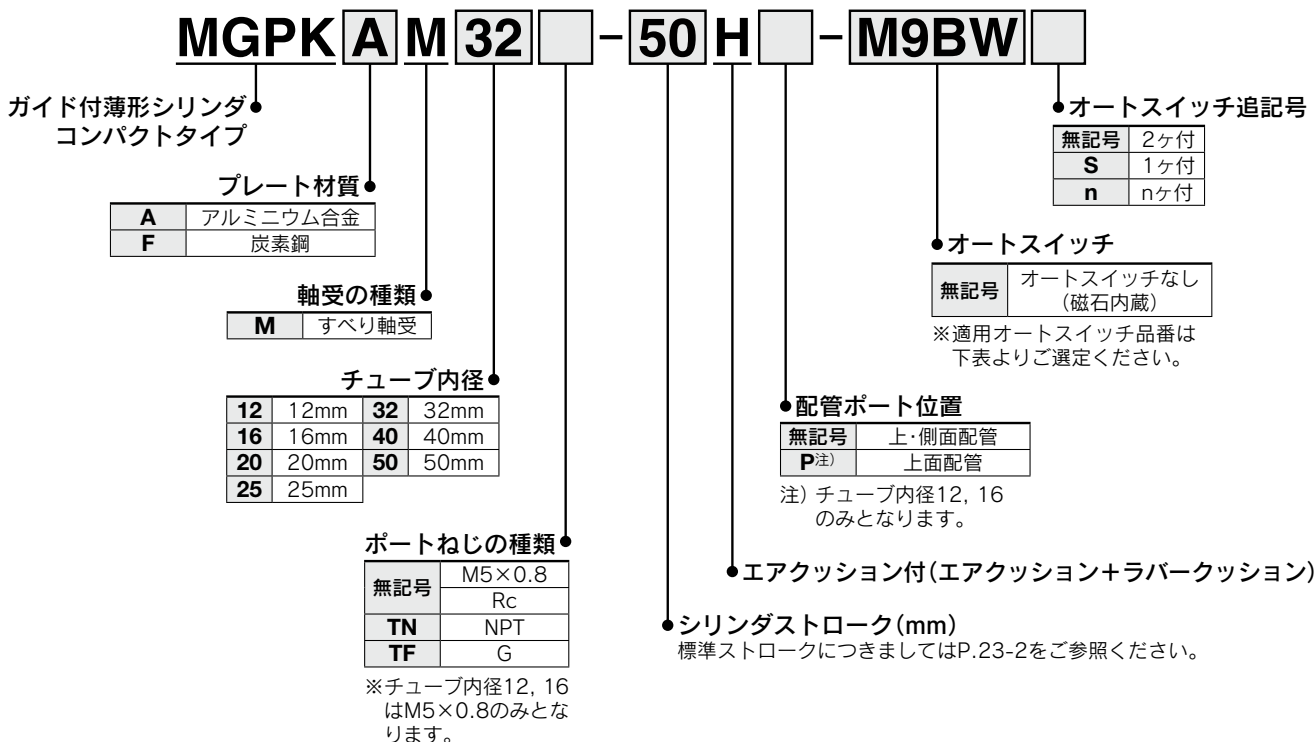 MGPK A M 32 - 50 H - M9BW
ガイド付薄形シリンダ
コンパクトタイプ
プレート材質
A アルミニウム合金
F 炭素鋼
軸受の種類
M すべり軸受
チューブ内径
12 12mm 32 32mm
16 16mm 40 40mm
20 20mm 50 50mm
25 25mm
ポートねじの種類
無記号 M5×0.8
Rc
TN NPT
TF G
※チューブ内径12, 16
はM5×0.8のみとな
ります。
シリンダストローク(mm)
標準ストロークにつきましてはP.23-2をご参照ください。
エアクッション付(エアクッション+ラバークッション)
配管ポート位置
無記号 上・側面配管
P注) 上面配管
注) チューブ内径12, 16
のみとなります。
オートスイッチ
無記号 オートスイッチなし
(磁石内蔵)
※適用オートスイッチ品番は
下表よりご選定ください。
オートスイッチ追記号
無記号 2ヶ付
S 1ヶ付
n nヶ付